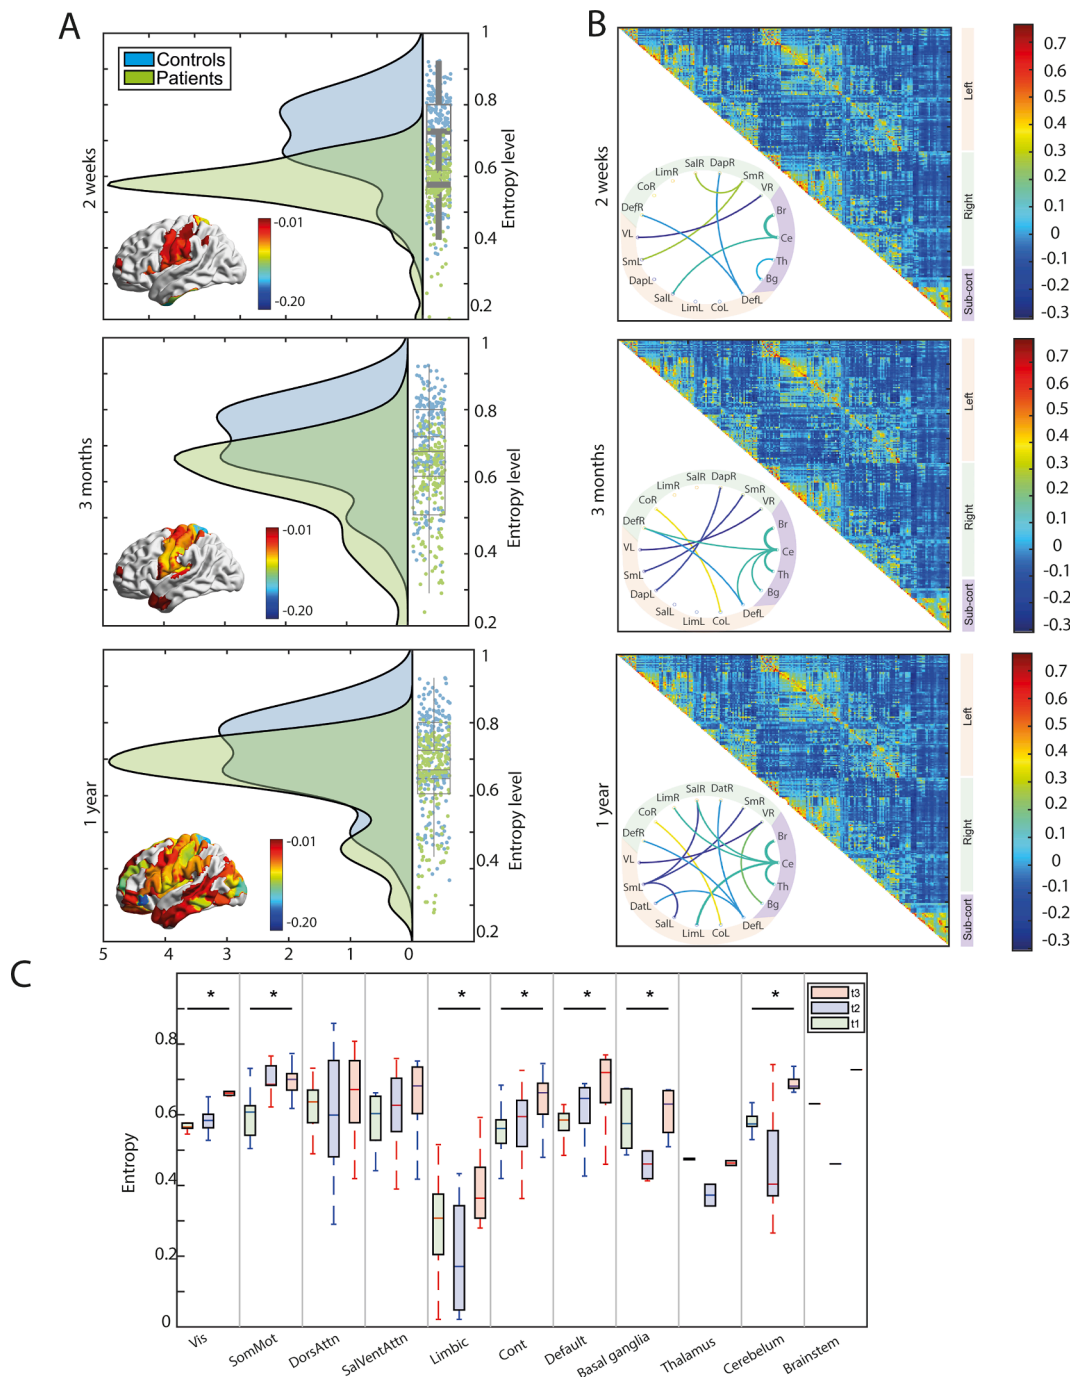 A
Controls
Patients
2 weeks
-0.01
-0.20
1
0.8
0.6
0.4
0.2
Entropy level
3 months
-0.01
-0.20
1
0.8
0.6
0.4
0.2
Entropy level
1 year
-0.01
-0.20
1
0.8
0.6
0.4
0.2
Entropy level
5 4 3 2 1 0
B
2 weeks
SalR DapR
LimR SmR
CoR VR
DefR Br
VL Ce
SmL Th
DapL Bg
SalL DefL
LimL CoL
Left
Right
Sub-cort
0.7
0.6
0.5
0.4
0.3
0.2
0.1
0
-0.1
-0.2
-0.3
3 months
SalR DapR
LimR SmR
CoR VR
DefR Br
VL Ce
SmL Th
DapL Bg
SalL DefL
LimL CoL
Left
Right
Sub-cort
0.7
0.6
0.5
0.4
0.3
0.2
0.1
0
-0.1
-0.2
-0.3
1 year
SalR DatR
LimR SmR
CoR VR
DefR Br
VL Ce
SmL Th
DatL Bg
SalL DefL
LimL CoL
Left
Right
Sub-cort
0.7
0.6
0.5
0.4
0.3
0.2
0.1
0
-0.1
-0.2
-0.3
C
* * * * * * *
t3
t2
t1
Entropy
0.8
0.6
0.4
0.2
0
Vis SomMot DorsAttn SalVentAttn Limbic Cont Default Basal ganglia Thalamus Cerebelum Brainstem